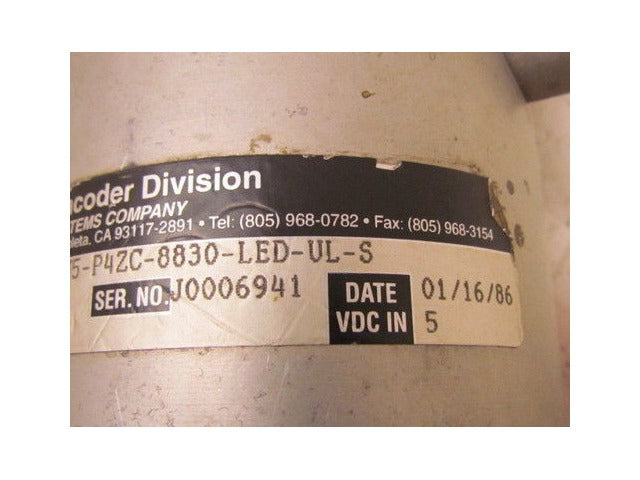 ncoder Division
TEMS COMPANY
leta. CA 93117-2891 • Tel: (805) 968-0782 • Fax: (805) 968-3154
5-P4ZC-8830-LED-UL-S
SER. NO. J0006941 DATE 01/16/86
VDC IN 5